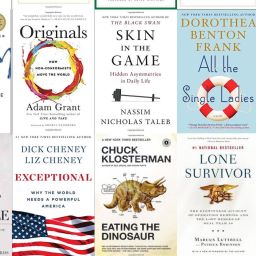 Originals
HOW
NON-CONFORMISTS
MOVE THE WORLD
Adam Grant
THE BLACK SWAN
SKIN
IN THE
GAME
Hidden Asymmetries
in Daily Life
NASSIM
NICHOLAS TALEB
DOROTHEA
BENTON
FRANK
All the
Single Ladies
DICK CHENEY
LIZ CHENEY
EXCEPTIONAL
WHY THE WORLD
NEEDS A POWERFUL
AMERICA
CHUCK
KLOSTERMAN
EATING THE
DINOSAUR
#1 NATIONAL BESTSELLER
LONE
SURVIVOR
MARCUS LUTTRELL